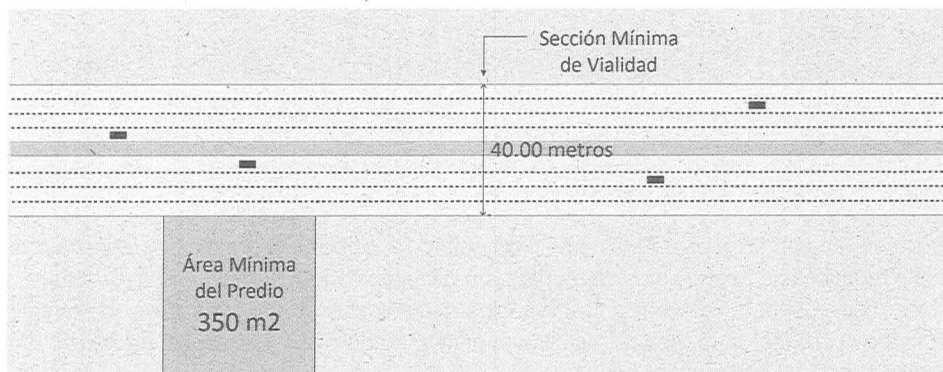 Sección Mínima
de Vialidad
40.00 metros
Área Mínima
del Predio
350 m2